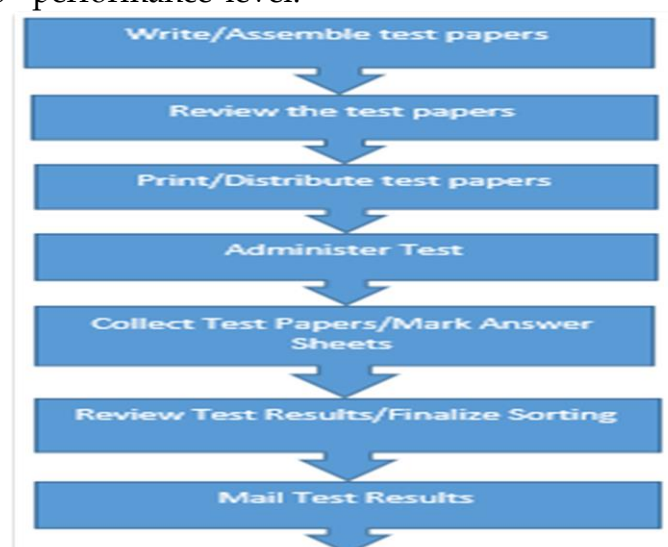 performance level.
Write/Assemble test papers
Review the test papers
Print/Distribute test papers
Administer Test
Collect Test Papers/Mark Answer
Sheets
Review Test Results/Finalize Sorting
Mail Test Results